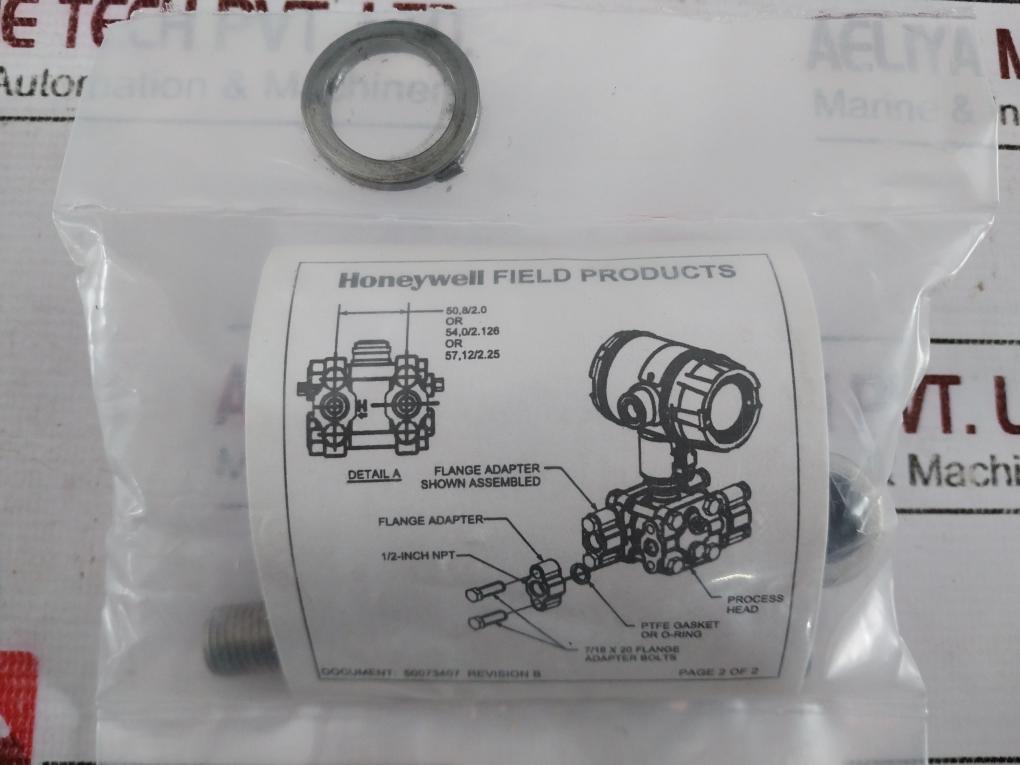 E TECH PVT. LTD.
Automation & Machinery
AELIYA M
Marine &
Honeywell FIELD PRODUCTS
50,8/2.0
OR
54,0/2.126
OR
57,12/2.25
DETAIL A
FLANGE ADAPTER
SHOWN ASSEMBLED
FLANGE ADAPTER
1/2-INCH NPT
PROCESS
HEAD
PTFE GASKET
OR O-RING
7/16 X 20 FLANGE
ADAPTER BOLTS
DOCUMENT: 50073407 REVISION B
PAGE 2 OF 2
PVT.
& Machin